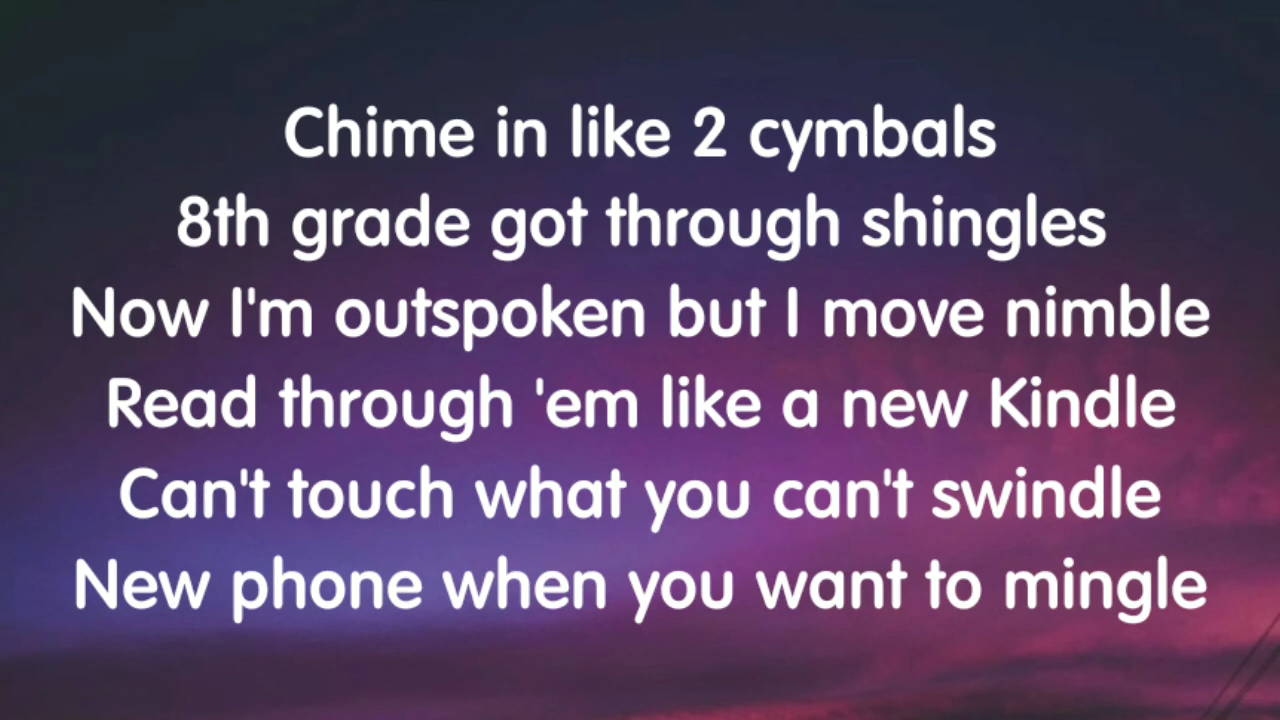 Chime in like 2 cymbals
8th grade got through shingles
Now I'm outspoken but I move nimble
Read through 'em like a new Kindle
Can't touch what you can't swindle
New phone when you want to mingle